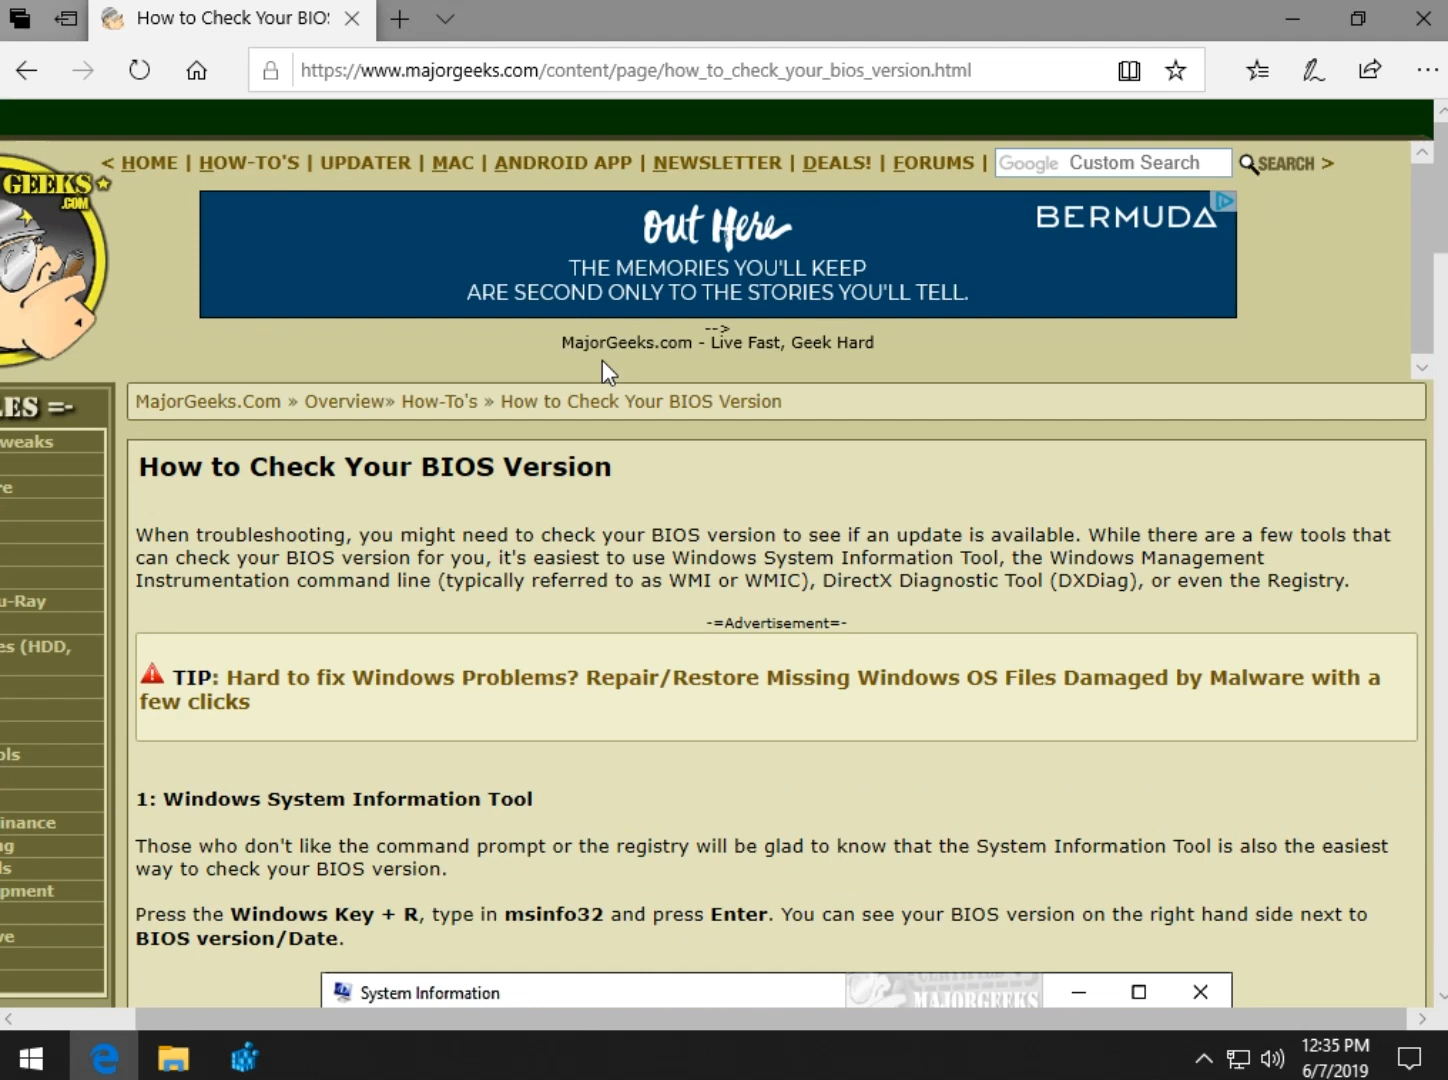 How to Check Your BIO
https://www.majorgeeks.com/content/page/how_to_check_your_bios_version.html
< HOME | HOW-TO'S | UPDATER | MAC | ANDROID APP | NEWSLETTER | DEALS! | FORUMS | Google Custom Search SEARCH >
GEEKS
.COM
out Here
BERMUDA
THE MEMORIES YOU'LL KEEP
ARE SECOND ONLY TO THE STORIES YOU'LL TELL.
-->
MajorGeeks.com - Live Fast, Geek Hard
LES =-
MajorGeeks.Com » Overview» How-To's » How to Check Your BIOS Version
weaks
re
u-Ray
es (HDD,
ols
inance
ng
ls
pment
ve
How to Check Your BIOS Version
When troubleshooting, you might need to check your BIOS version to see if an update is available. While there are a few tools that
can check your BIOS version for you, it's easiest to use Windows System Information Tool, the Windows Management
Instrumentation command line (typically referred to as WMI or WMIC), DirectX Diagnostic Tool (DXDiag), or even the Registry.
-=Advertisement=-
TIP: Hard to fix Windows Problems? Repair/Restore Missing Windows OS Files Damaged by Malware with a
few clicks
1: Windows System Information Tool
Those who don't like the command prompt or the registry will be glad to know that the System Information Tool is also the easiest
way to check your BIOS version.
Press the Windows Key + R, type in msinfo32 and press Enter. You can see your BIOS version on the right hand side next to
BIOS version/Date.
System Information
CERTIFIED
MAJORGEEKS
12:35 PM
6/7/2019